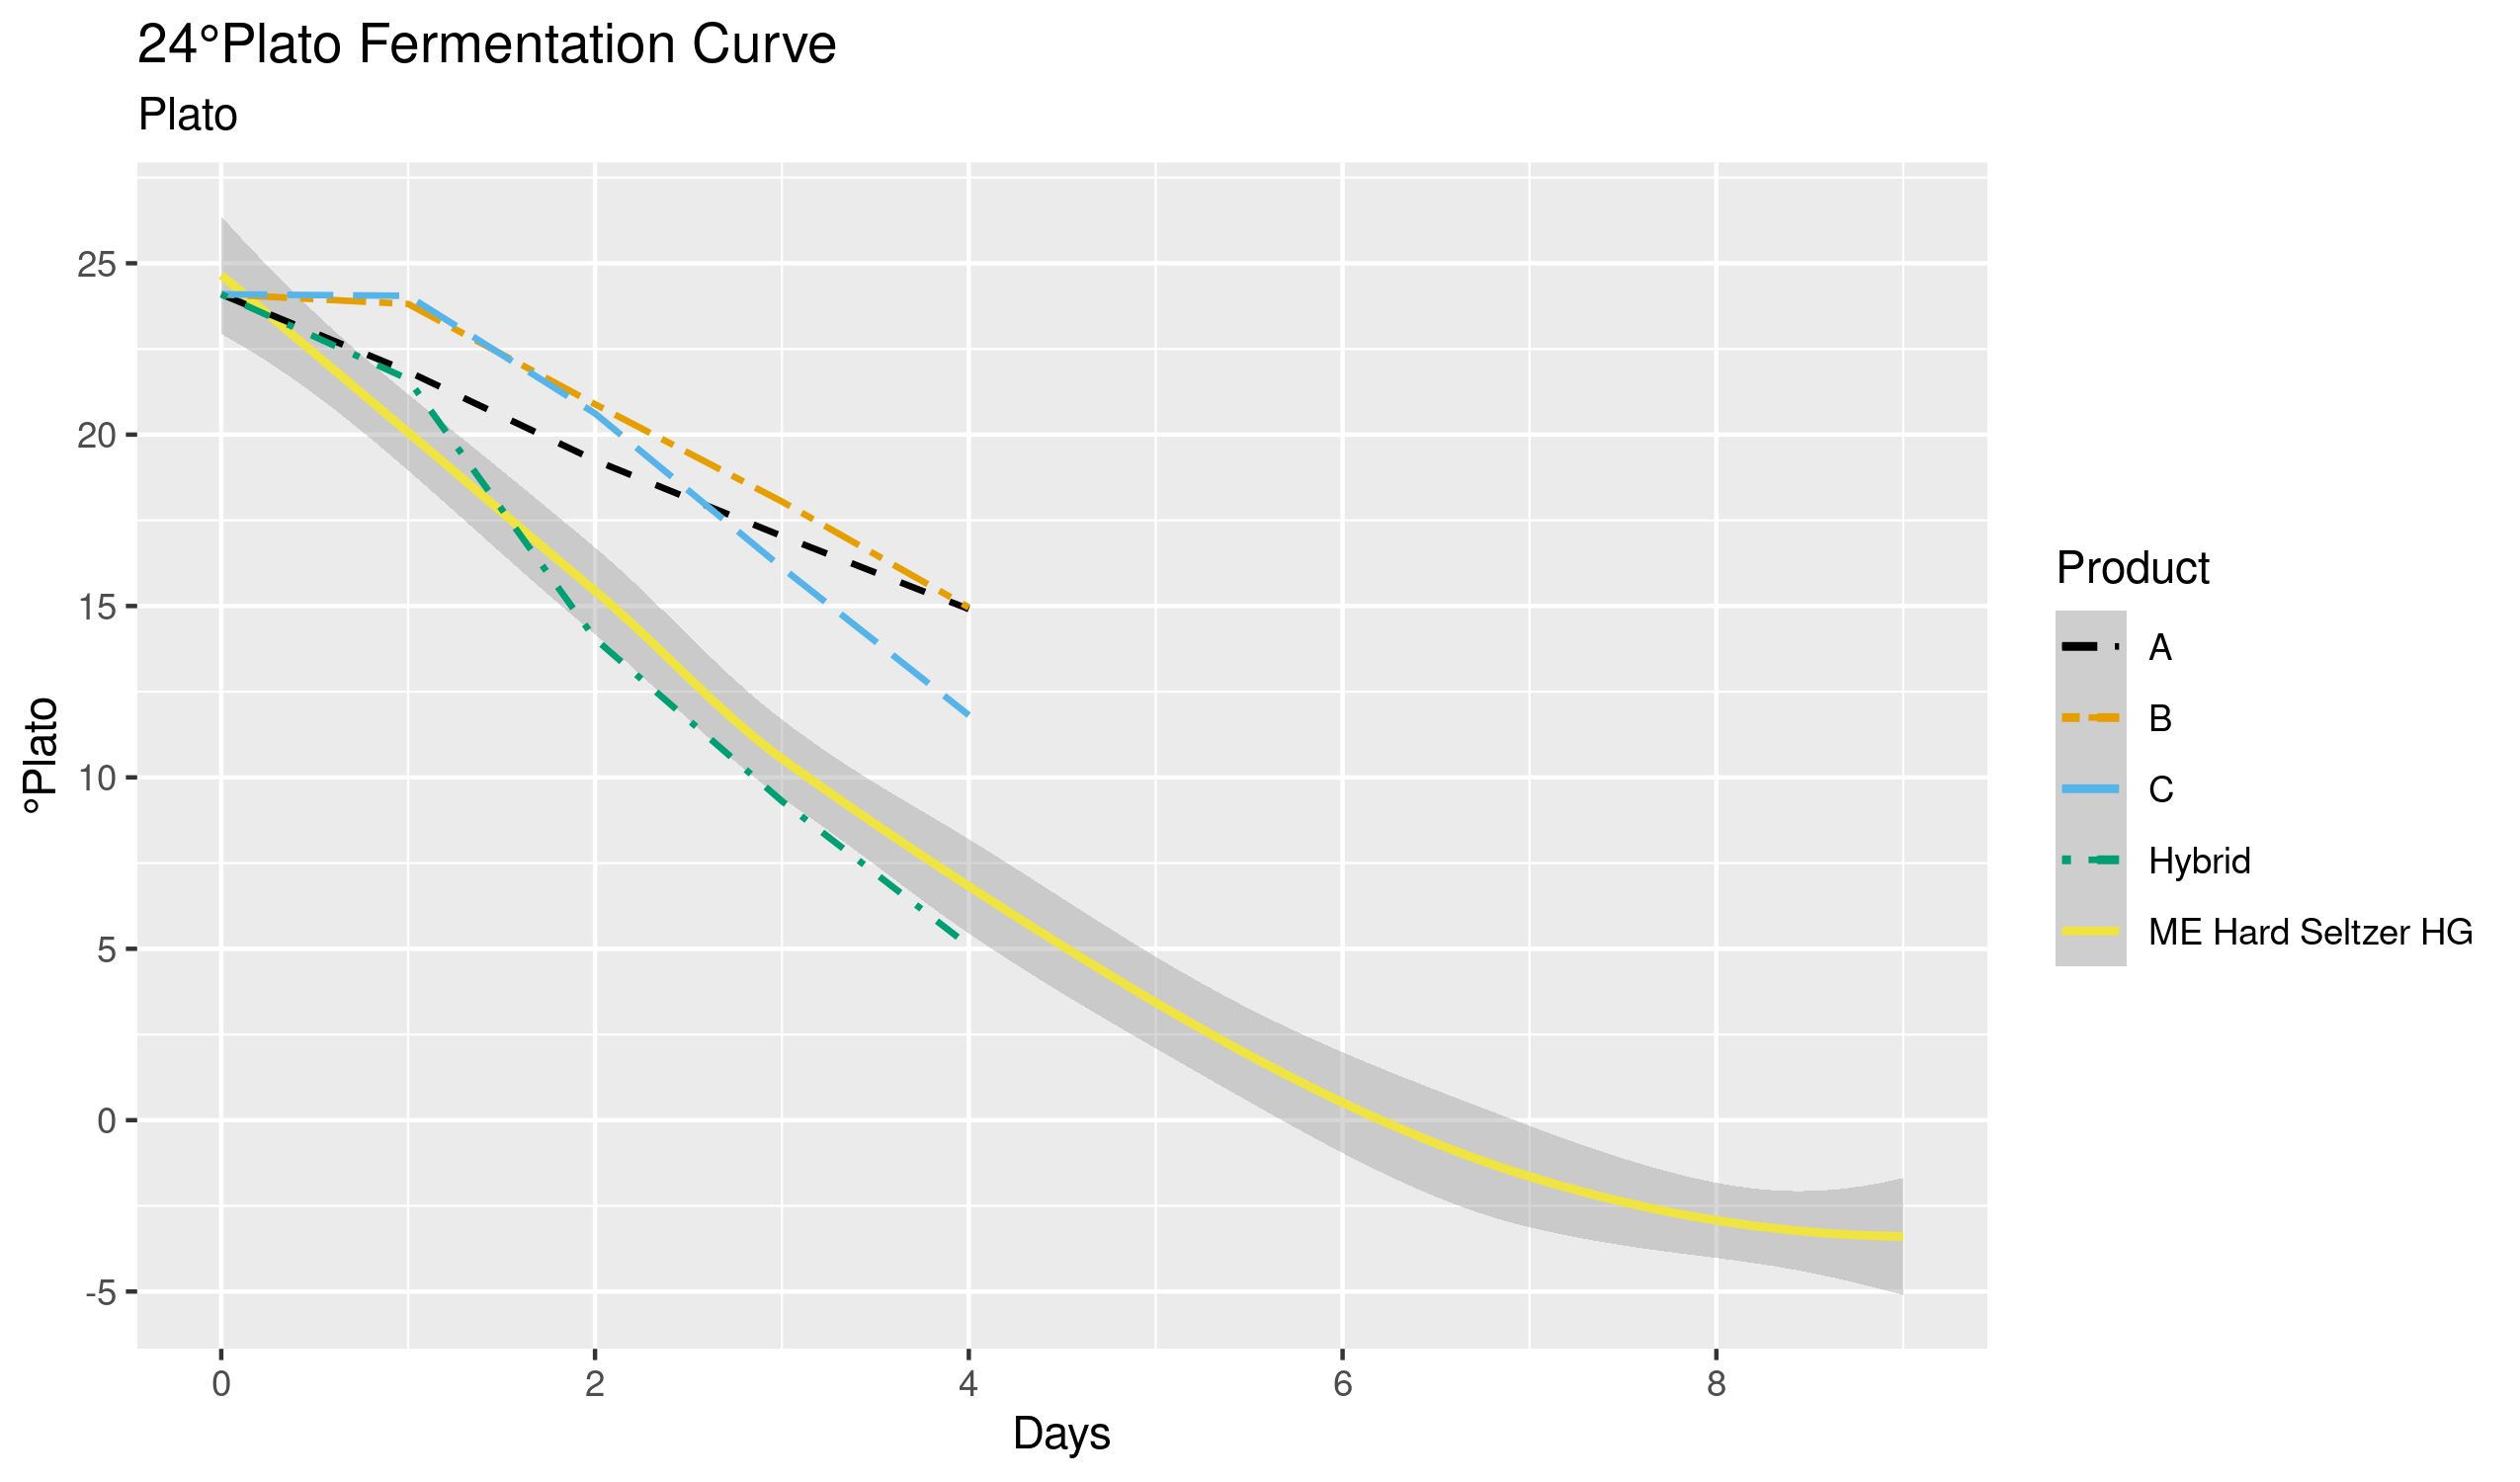 24°Plato Fermentation Curve
Plato
°Plato
25
20
15
10
5
0
-5
0 2 4 6 8
Days
Product
A
B
C
Hybrid
ME Hard Seltzer HG